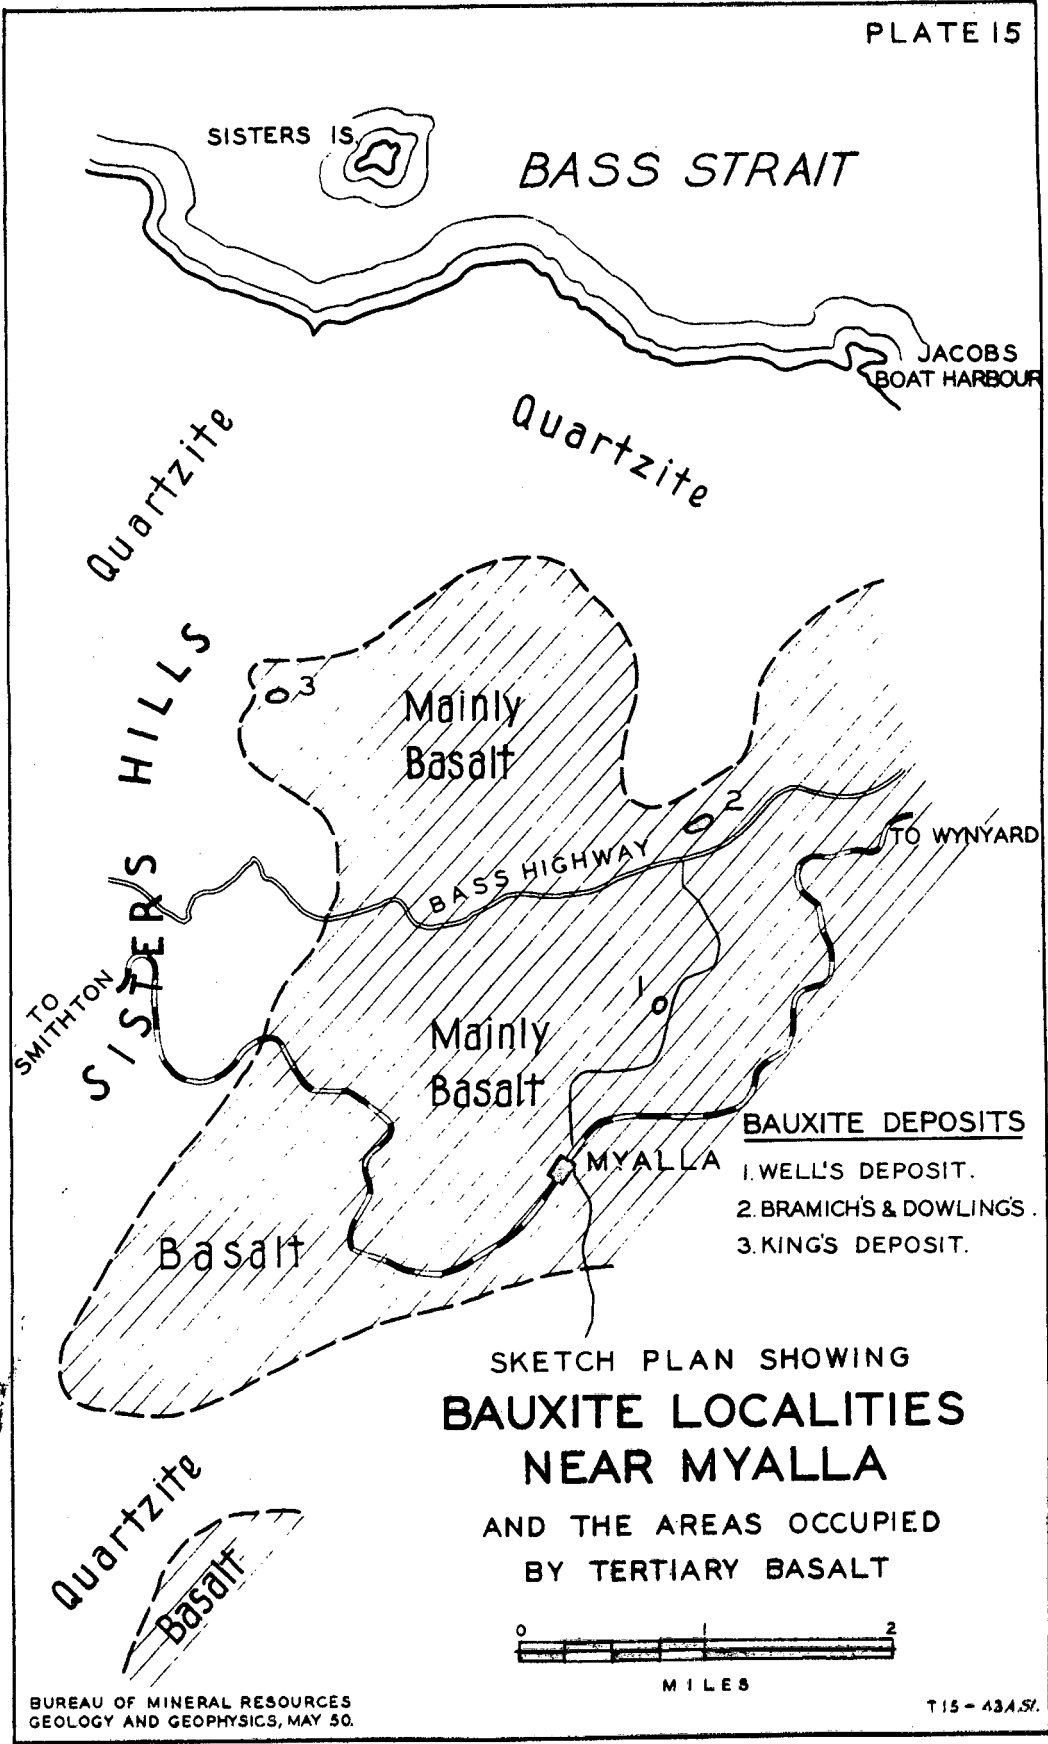 PLATE 15
SISTERS IS.
BASS STRAIT
JACOBS
BOAT HARBOUR
Quartzite
Quartzite
SISTERS HILLS
3
Mainly
Basalt
2
BASS HIGHWAY
TO WYNYARD
TO
SMITHTON
1
Mainly
Basalt
BAUXITE DEPOSITS
1. WELL'S DEPOSIT.
2. BRAMICH'S & DOWLING'S.
3. KING'S DEPOSIT.
MYALLA
Basalt
SKETCH PLAN SHOWING
BAUXITE LOCALITIES
NEAR MYALLA
AND THE AREAS OCCUPIED
BY TERTIARY BASALT
Quartzite
Basalt
0 1 2
MILES
BUREAU OF MINERAL RESOURCES
GEOLOGY AND GEOPHYSICS, MAY 50.
T15-43A.51.